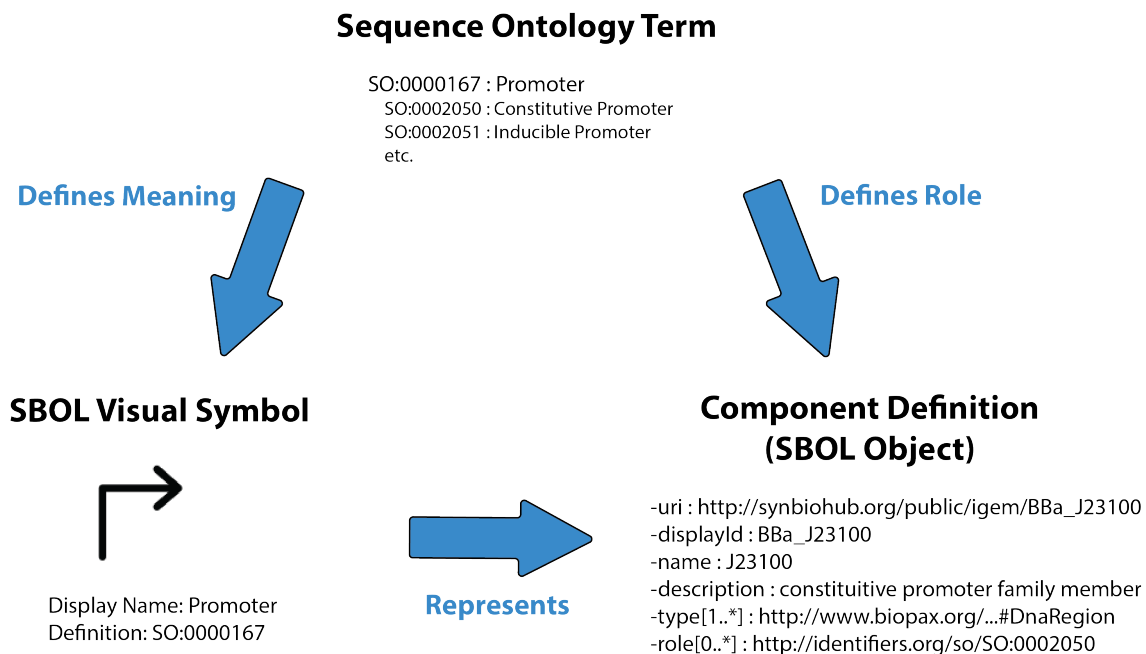 Sequence Ontology Term
SO:0000167 : Promoter
SO:0002050 : Constitutive Promoter
SO:0002051 : Inducible Promoter
etc.
Defines Meaning
Defines Role
SBOL Visual Symbol
Display Name: Promoter
Definition: SO:0000167
Represents
Component Definition
(SBOL Object)
-uri : http://synbiohub.org/public/igem/BBa_J23100
-displayId : BBa_J23100
-name : J23100
-description : constituitive promoter family member
-type[1..*] : http://www.biopax.org/...#DnaRegion
-role[0..*] : http://identifiers.org/so/SO:0002050